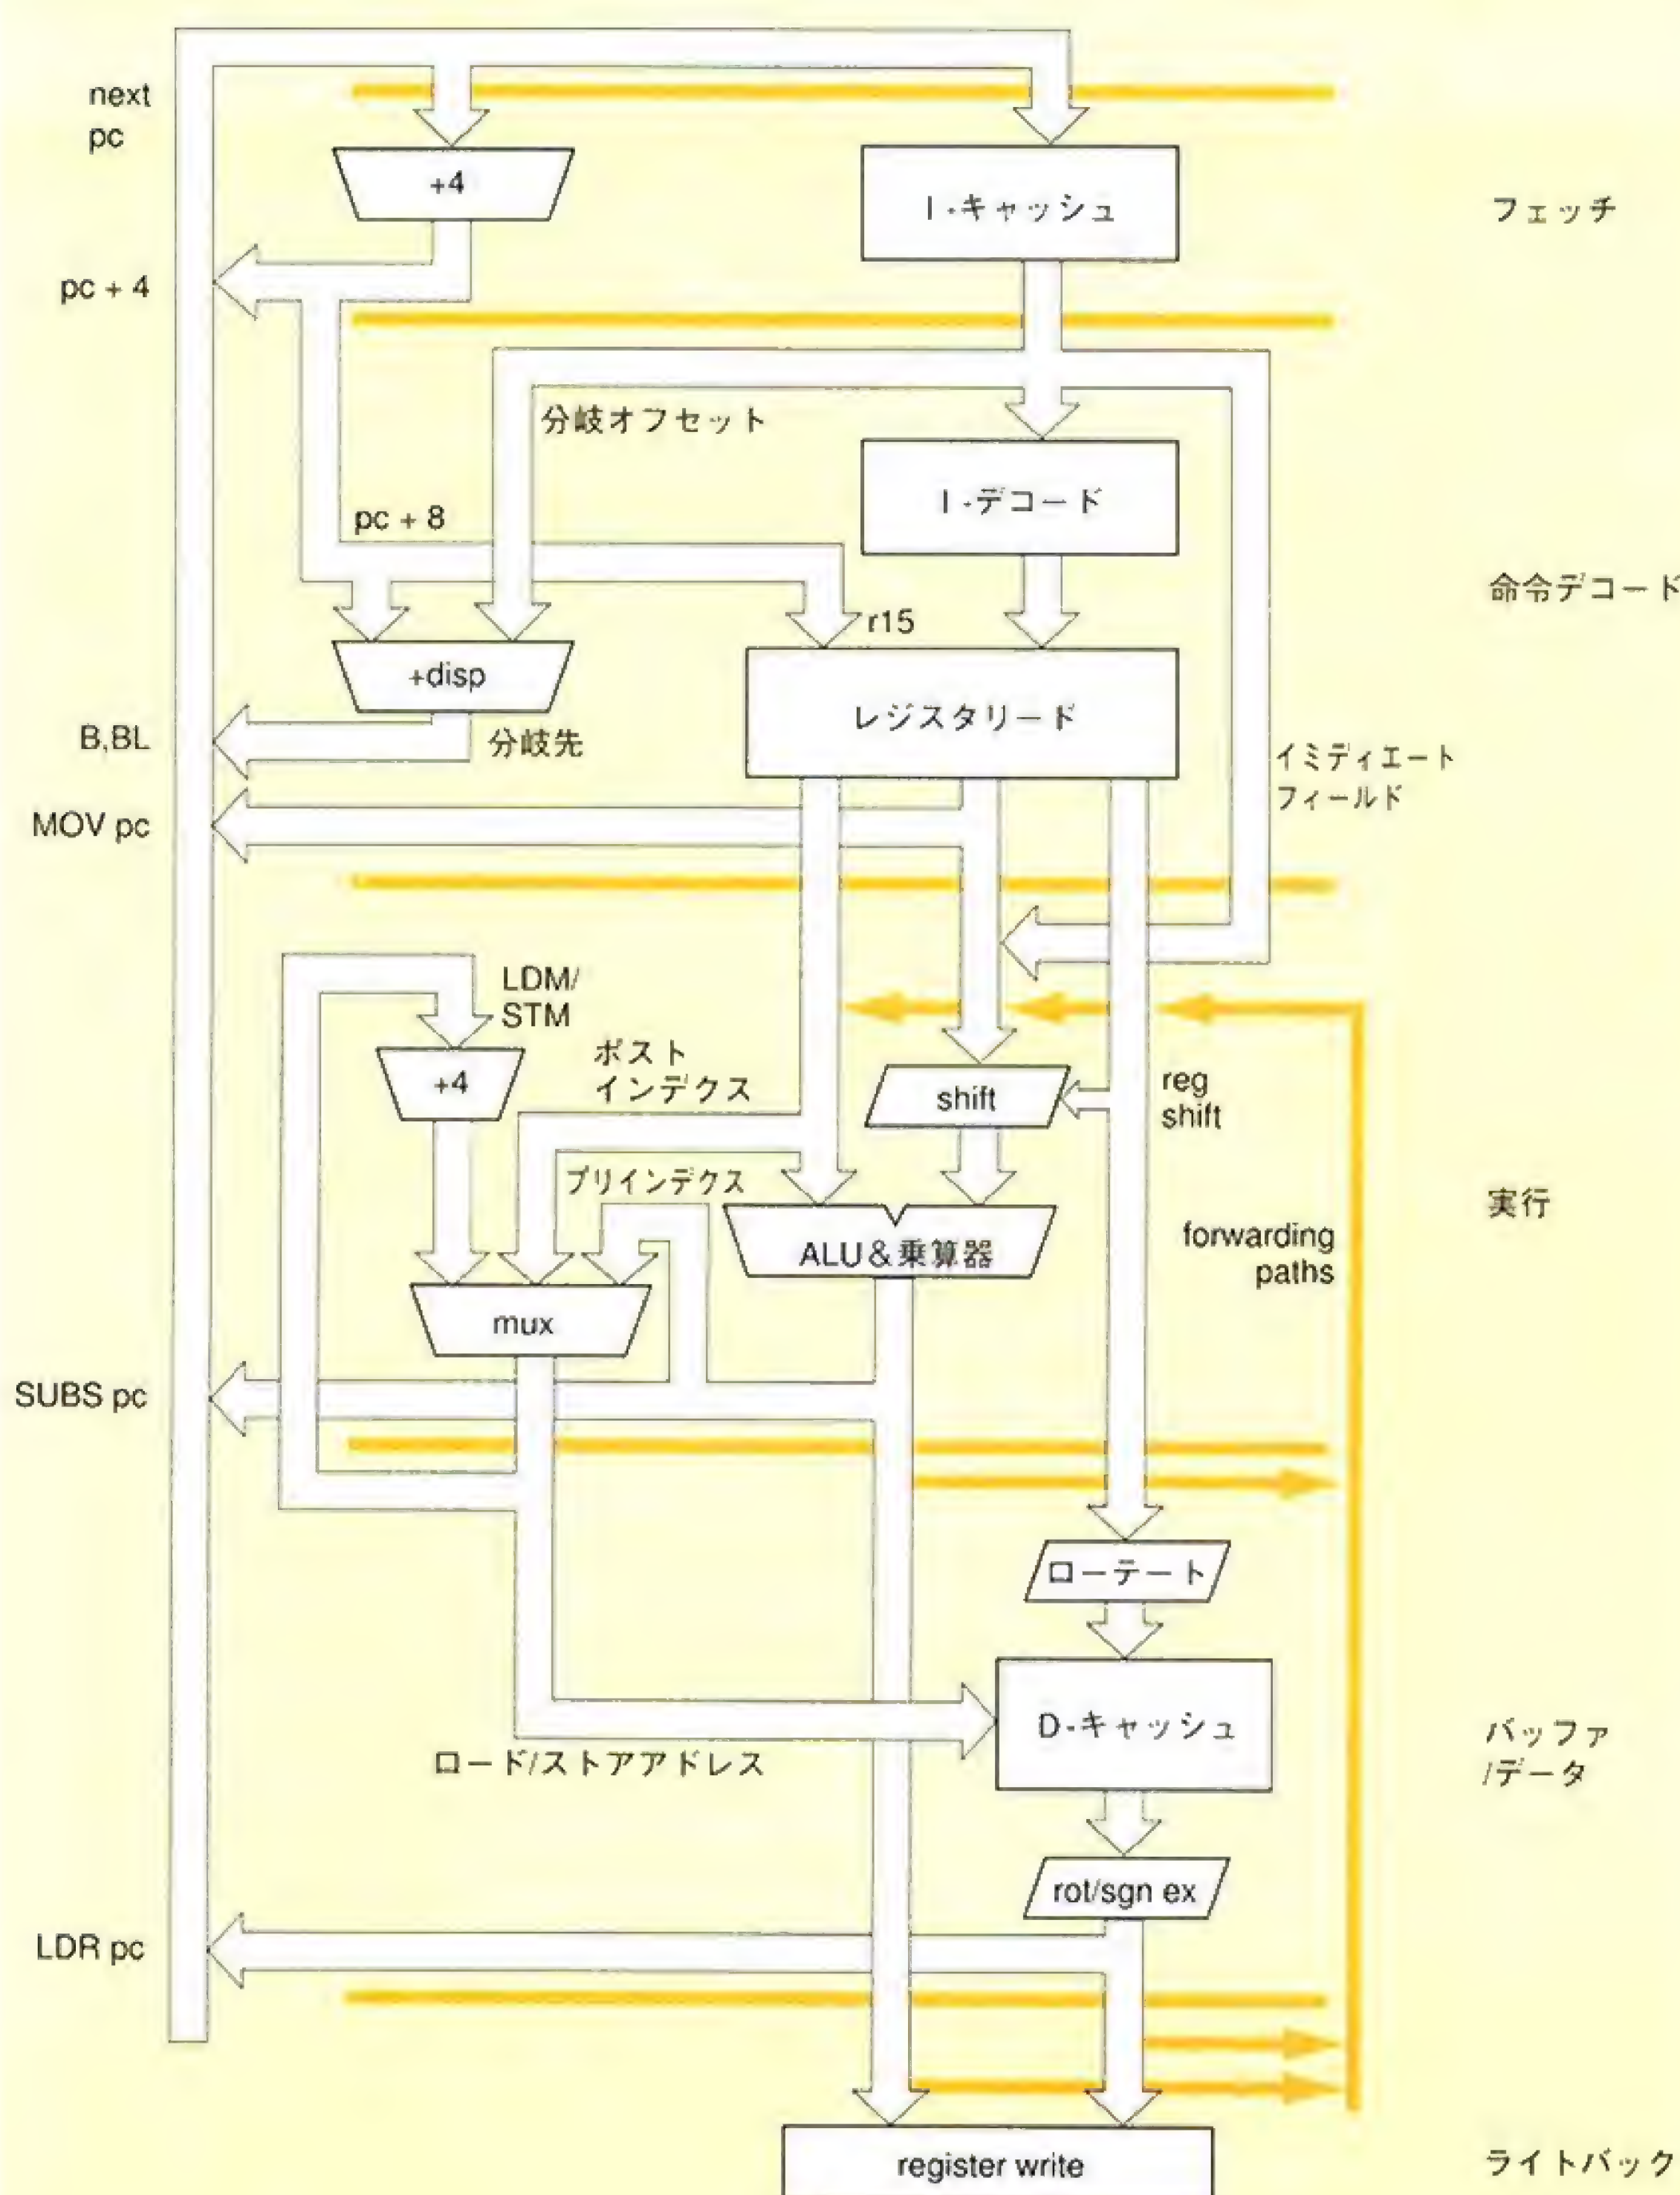 next
pc
+4
I-キャッシュ
フェッチ
pc + 4
分岐オフセット
I-デコード
pc + 8
命令デコード
r15
+disp
レジスタリード
B,BL
分岐先
イミディエート
フィールド
MOV pc
LDM/
STM
ポスト
インデクス
+4
shift
reg
shift
プリインデクス
実行
ALU&乗算器
forwarding
paths
mux
SUBS pc
ローテート
D-キャッシュ
バッファ
/データ
ロード/ストアアドレス
rot/sgn ex
LDR pc
register write
ライトバック